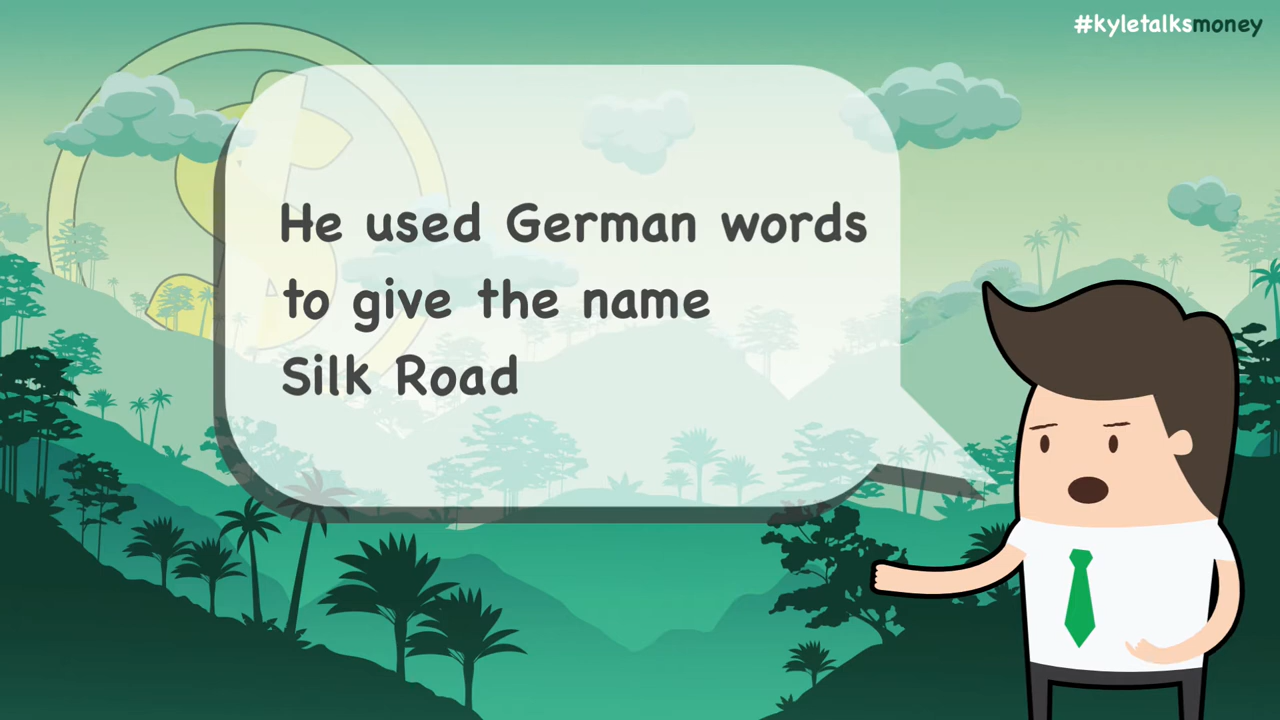 #kyletalksmoney
He used German words
to give the name
Silk Road